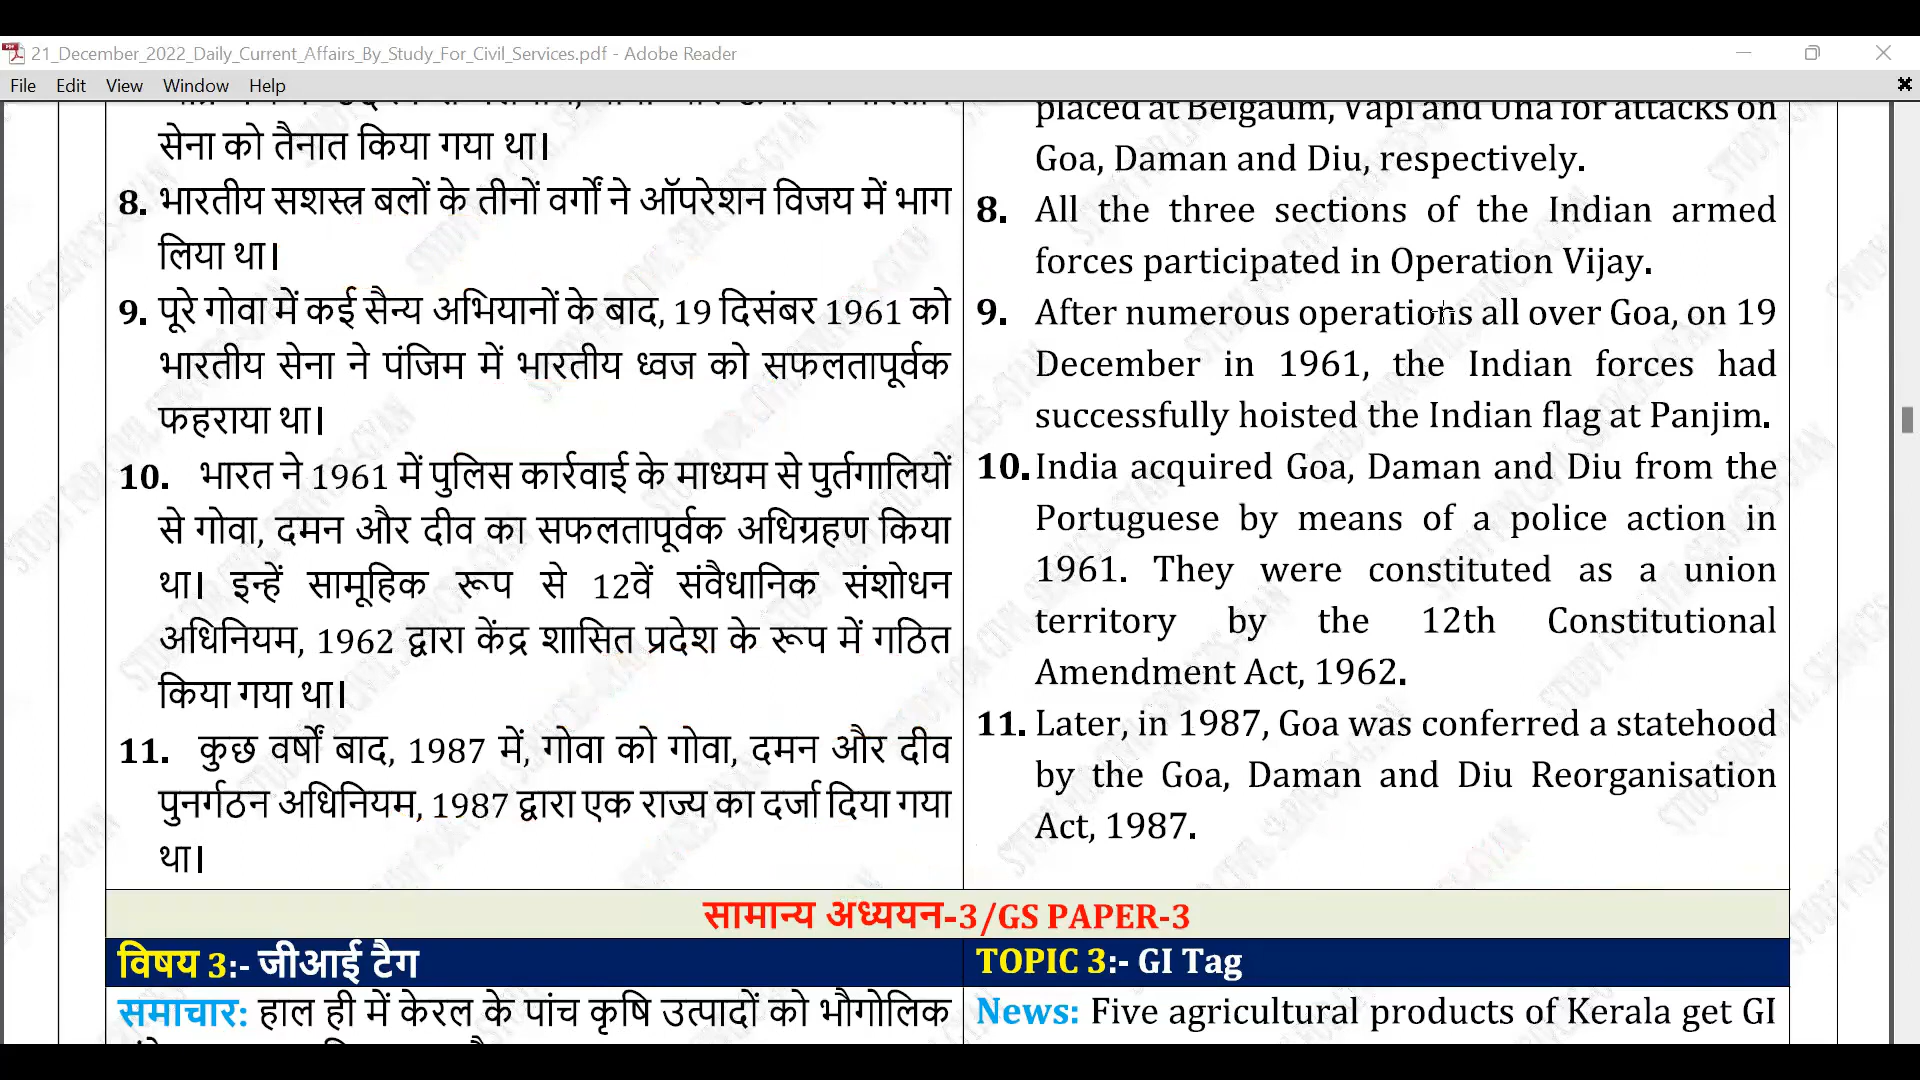 21_December_2022_Daily_Current_Affairs_By_Study_For_Civil_Services.pdf - Adobe Reader
File Edit View Window Help
सेना को तैनात किया गया था।
8. भारतीय सशस्त्र बलों के तीनों वर्गों ने ऑपरेशन विजय में भाग
लिया था।
9. पूरे गोवा में कई सैन्य अभियानों के बाद, 19 दिसंबर 1961 को
भारतीय सेना ने पंजिम में भारतीय ध्वज को सफलतापूर्वक
फहराया था।
10. भारत ने 1961 में पुलिस कार्रवाई के माध्यम से पुर्तगालियों
से गोवा, दमन और दीव का सफलतापूर्वक अधिग्रहण किया
था। इन्हें सामूहिक रूप से 12वें संवैधानिक संशोधन
अधिनियम, 1962 द्वारा केंद्र शासित प्रदेश के रूप में गठित
किया गया था।
11. कुछ वर्षों बाद, 1987 में, गोवा को गोवा, दमन और दीव
पुनर्गठन अधिनियम, 1987 द्वारा एक राज्य का दर्जा दिया गया
था।
placed at Belgaum, Vapi and Una for attacks on
Goa, Daman and Diu, respectively.
8. All the three sections of the Indian armed
forces participated in Operation Vijay.
9. After numerous operations all over Goa, on 19
December in 1961, the Indian forces had
successfully hoisted the Indian flag at Panjim.
10. India acquired Goa, Daman and Diu from the
Portuguese by means of a police action in
1961. They were constituted as a union
territory by the 12th Constitutional
Amendment Act, 1962.
11. Later, in 1987, Goa was conferred a statehood
by the Goa, Daman and Diu Reorganisation
Act, 1987.
सामान्य अध्ययन-3/GS PAPER-3
विषय 3:- जीआई टैग
TOPIC 3:- GI Tag
समाचार: हाल ही में केरल के पांच कृषि उत्पादों को भौगोलिक
News: Five agricultural products of Kerala get GI